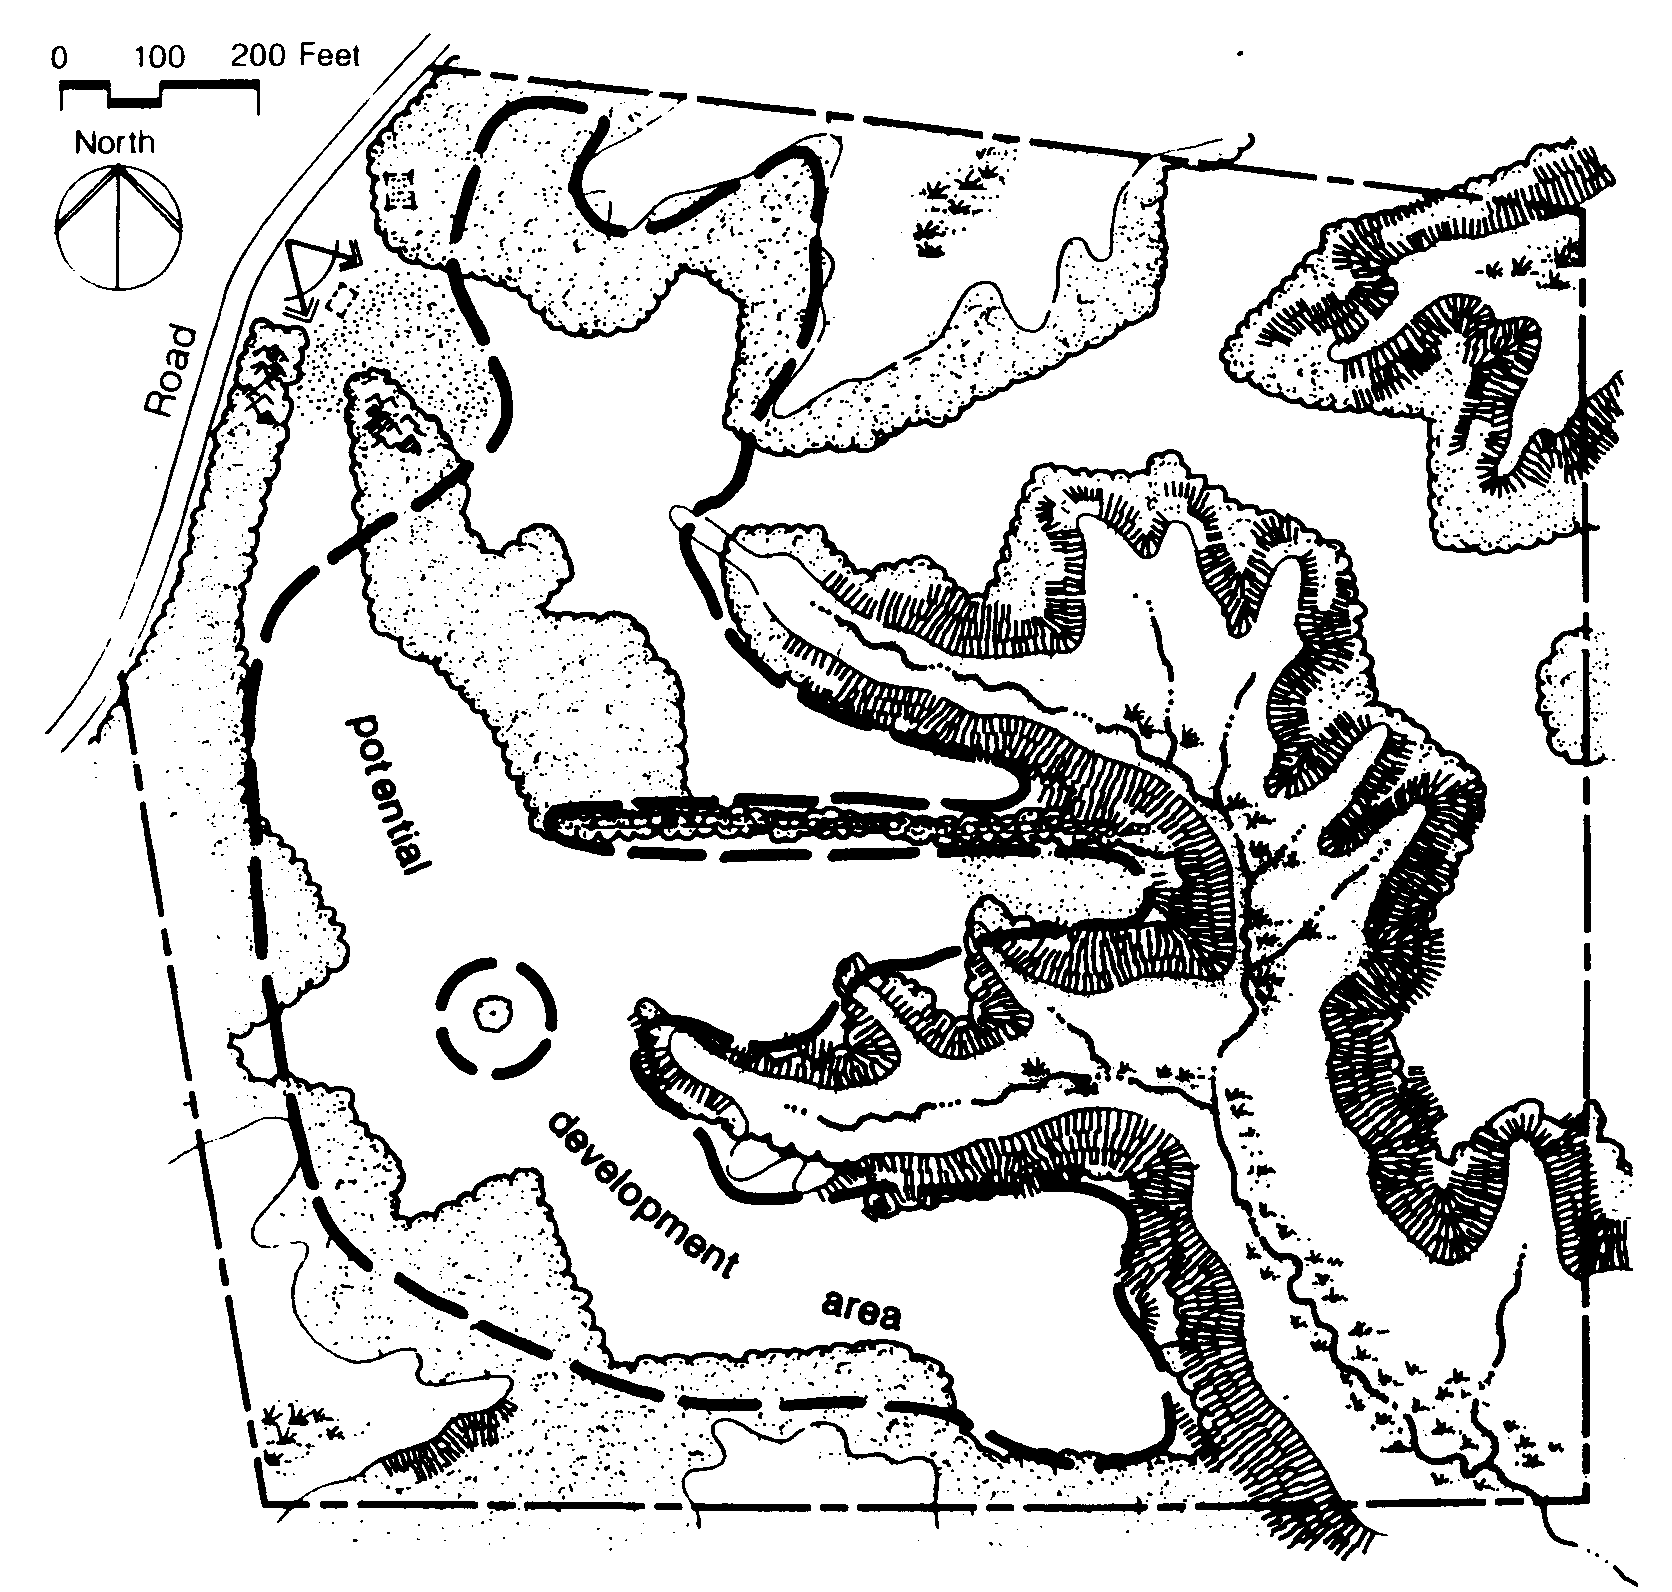 0 100 200 Feet
North
Road
potential
development
area